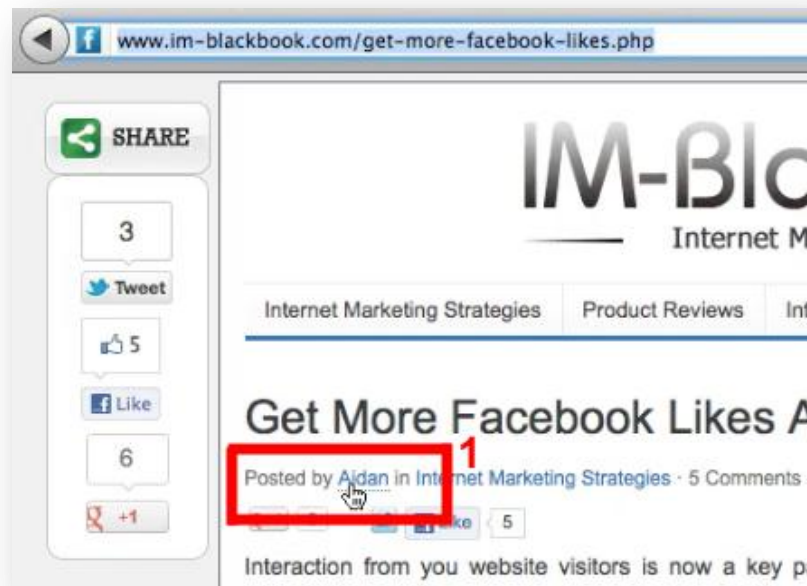 www.im-blackbook.com/get-more-facebook-likes.php
SHARE
3
Tweet
5
Like
6
+1
IM-Blac
Internet M
Internet Marketing Strategies Product Reviews Int
Get More Facebook Likes A
1
Posted by Aidan in Internet Marketing Strategies · 5 Comments
Like 5
Interaction from you website visitors is now a key p